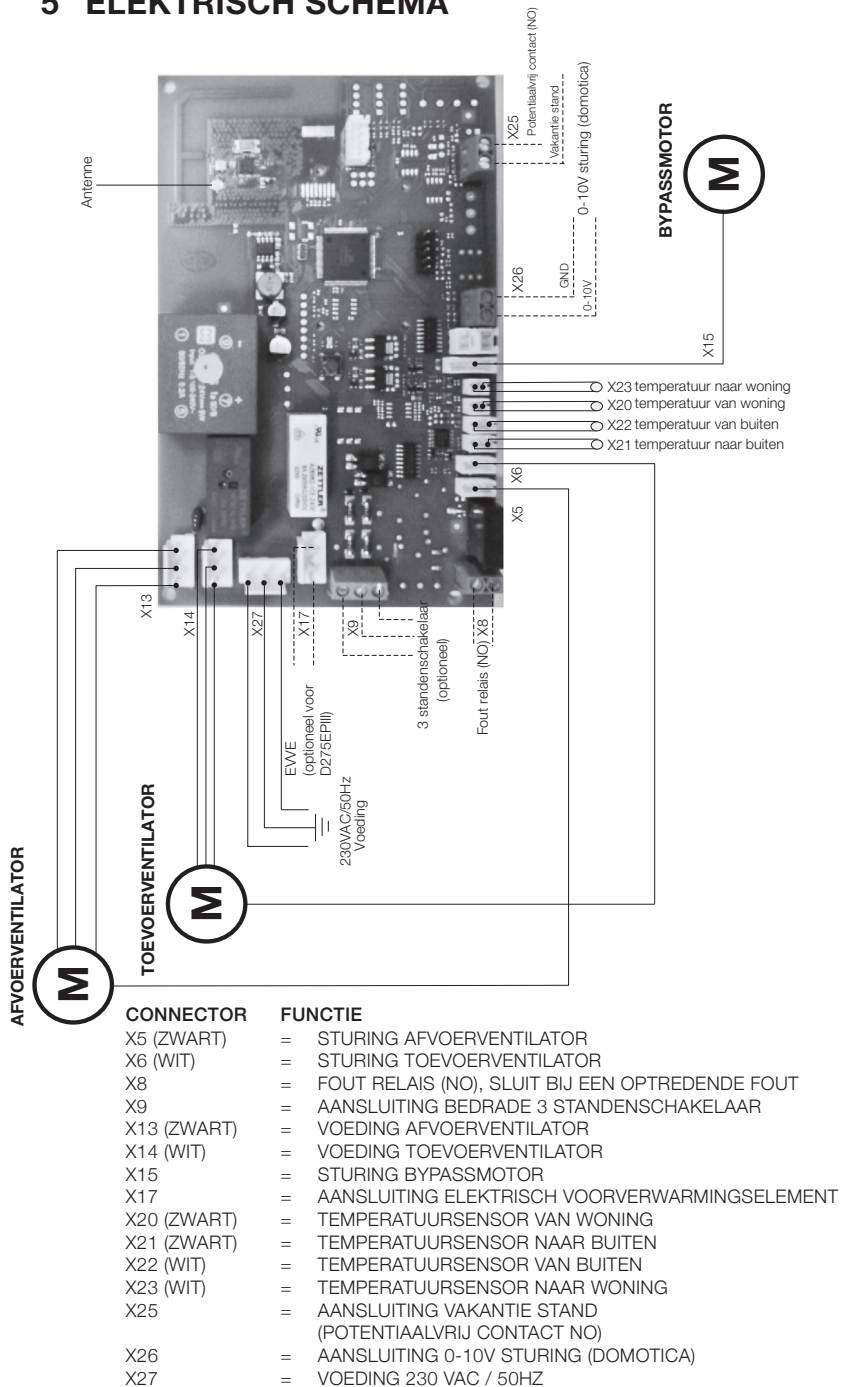 5 ELEKTRISCH SCHEMA
Antenne
Potentiaalvrij contact (NO)
X25
Vakantie stand
0-10V sturing (domotica)
X26
GND
0-10V
BYPASSMOTOR
M
X15
X23 temperatuur naar woning
X20 temperatuur van woning
X22 temperatuur van buiten
X21 temperatuur naar buiten
X6
X5
ZETTLER
X13
X14
X27
X17
X9
X8
3 standenschakelaar
(optioneel)
Fout relais (NO)
EWE
(optioneel voor
D275EPIII)
230VAC/50Hz
Voeding
TOEVOERVENTILATOR
M
AFVOERVENTILATOR
M
CONNECTOR FUNCTIE
X5 (ZWART) = STURING AFVOERVENTILATOR
X6 (WIT) = STURING TOEVOERVENTILATOR
X8 = FOUT RELAIS (NO), SLUIT BIJ EEN OPTREDENDE FOUT
X9 = AANSLUITING BEDRADE 3 STANDENSCHAKELAAR
X13 (ZWART) = VOEDING AFVOERVENTILATOR
X14 (WIT) = VOEDING TOEVOERVENTILATOR
X15 = STURING BYPASSMOTOR
X17 = AANSLUITING ELEKTRISCH VOORVERWARMINGSELEMENT
X20 (ZWART) = TEMPERATUURSENSOR VAN WONING
X21 (ZWART) = TEMPERATUURSENSOR NAAR BUITEN
X22 (WIT) = TEMPERATUURSENSOR VAN BUITEN
X23 (WIT) = TEMPERATUURSENSOR NAAR WONING
X25 = AANSLUITING VAKANTIE STAND
(POTENTIAALVRIJ CONTACT NO)
X26 = AANSLUITING 0-10V STURING (DOMOTICA)
X27 = VOEDING 230 VAC / 50HZ